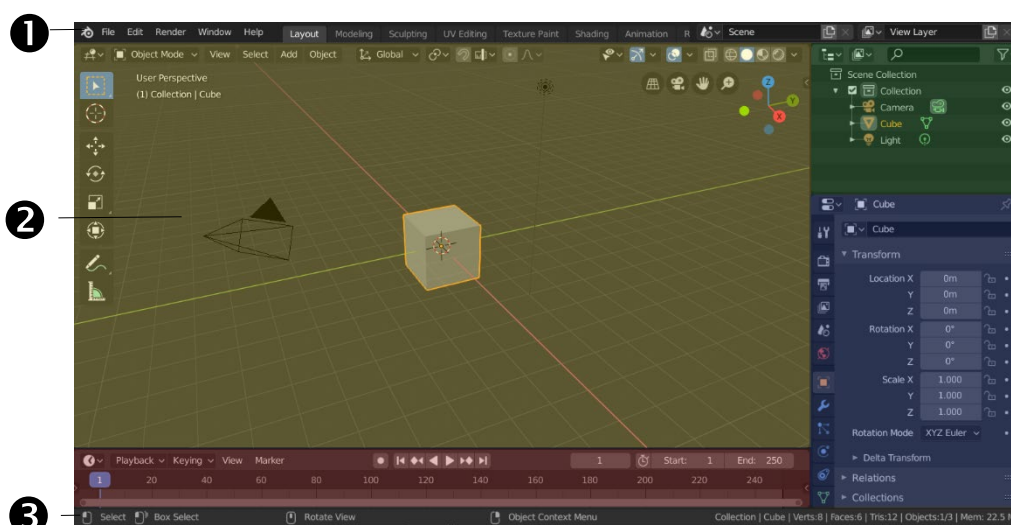 1
File Edit Render Window Help Layout Modeling Sculpting UV Editing Texture Paint Shading Animation R Scene View Layer
Object Mode View Select Add Object Global
User Perspective
(1) Collection | Cube
Z
Y
X
Scene Collection
Collection
Camera
Cube
Light
2
Cube
Cube
Transform
Location X 0m
Y 0m
Z 0m
Rotation X 0°
Y 0°
Z 0°
Scale X 1.000
Y 1.000
Z 1.000
Rotation Mode XYZ Euler
Delta Transform
Relations
Collections
Playback Keying View Marker 1 Start: 1 End: 250
1 20 40 60 80 100 120 140 160 180 200 220 240
3
Select Box Select Rotate View Object Context Menu Collection | Cube | Verts:8 | Faces:6 | Tris:12 | Objects:1/3 | Mem: 22.5 M